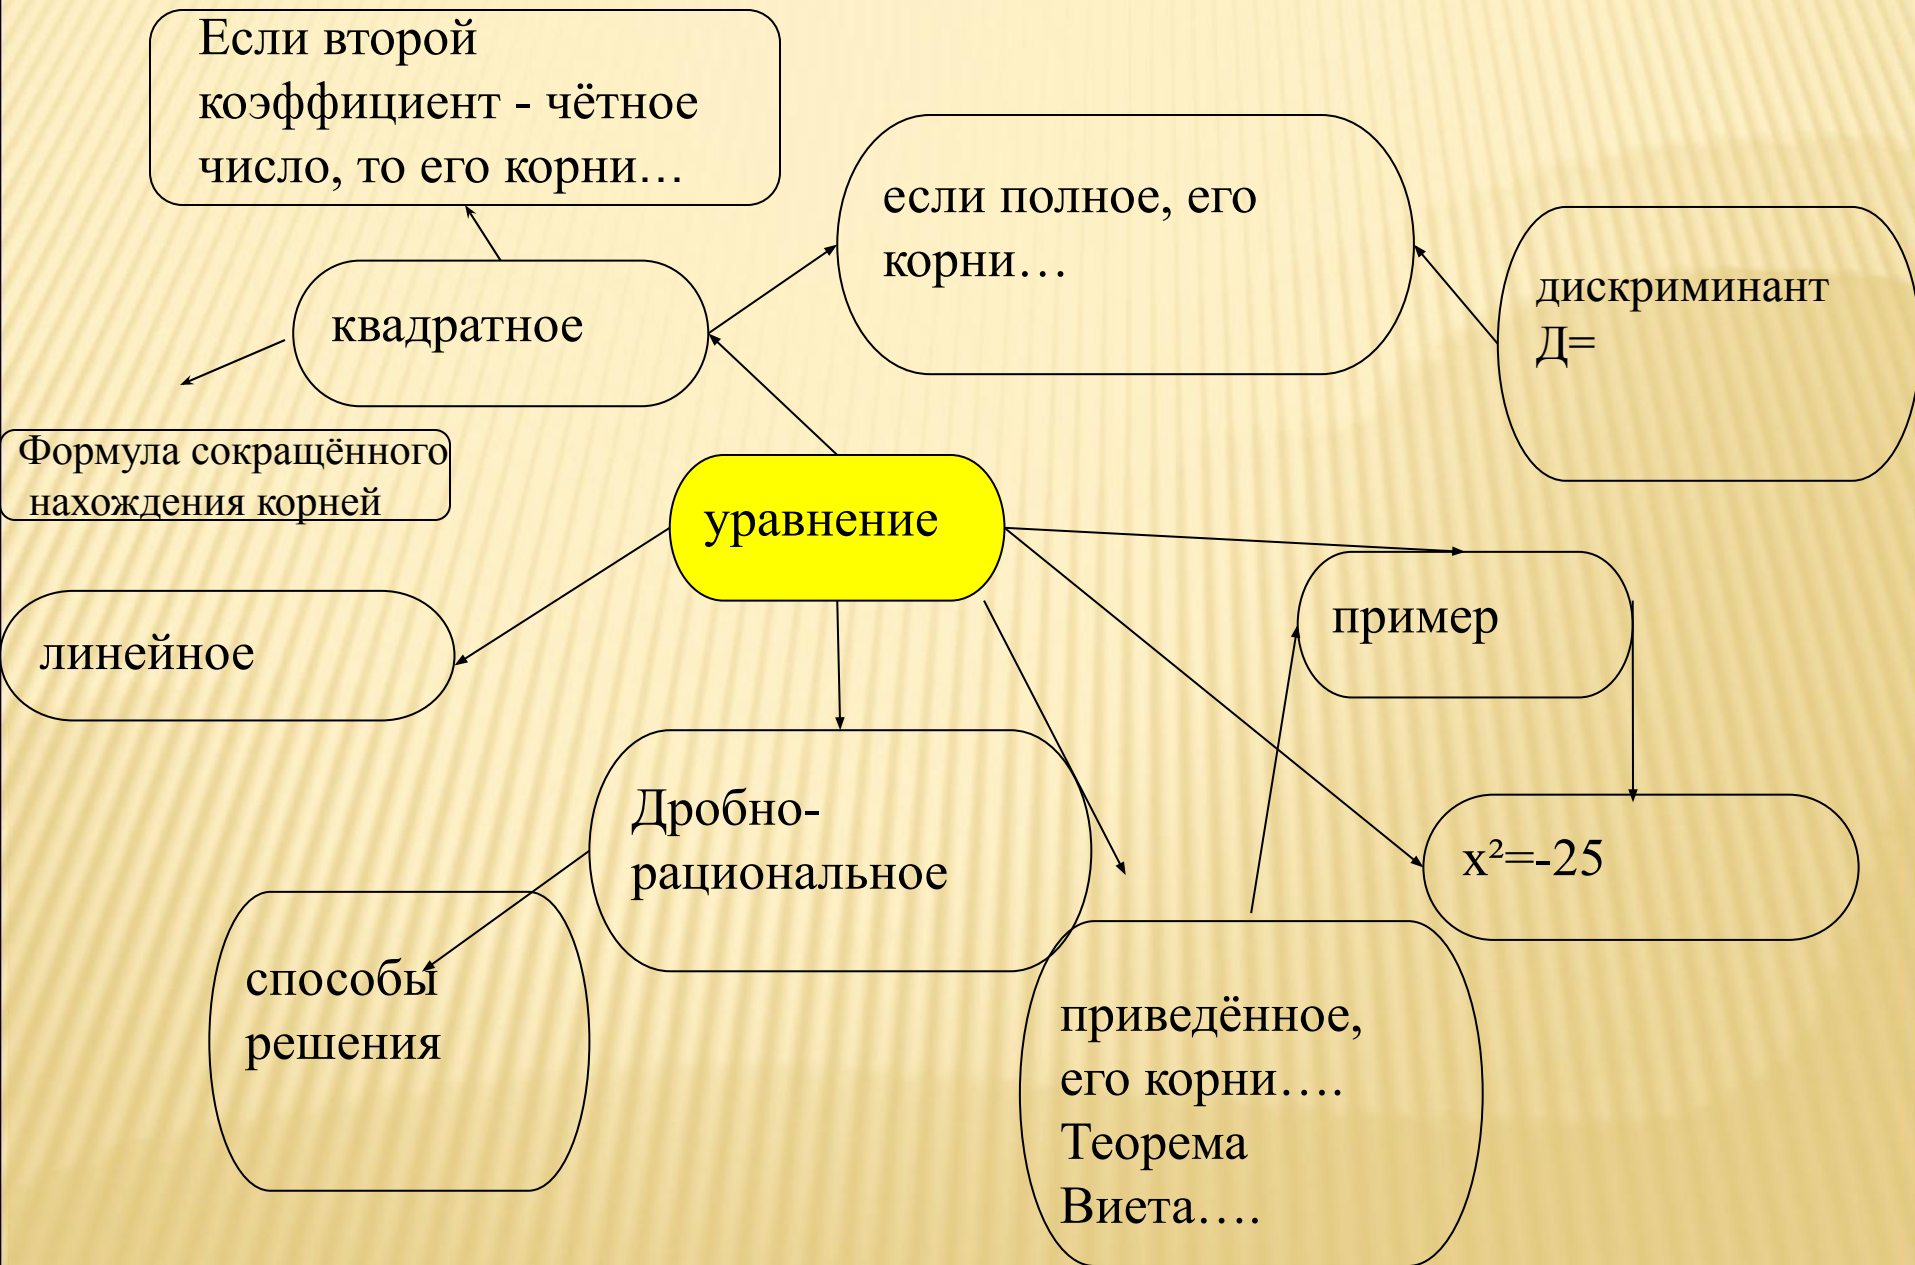 Если второй
коэффициент - чётное
число, то его корни…
если полное, его
корни…
дискриминант
Д=
квадратное
Формула сокращённого
нахождения корней
уравнение
линейное
пример
Дробно-
рациональное
х²=-25
способы
решения
приведённое,
его корни….
Теорема
Виета….